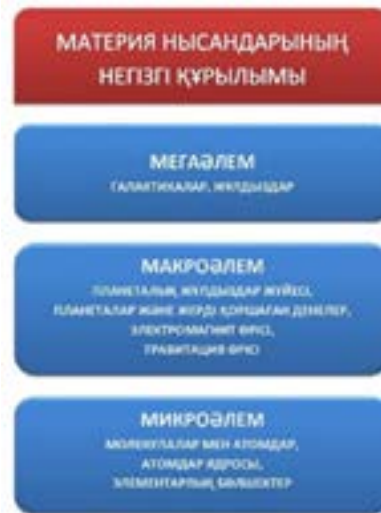 МАТЕРИЯ НЫСАНДАРЫНЫҢ
НЕГІЗГІ ҚҰРЫЛЫМЫ
МЕГАӘЛЕМ
ГАЛАКТИКАЛАР, ЖҰЛДЫЗДАР
МАКРОӘЛЕМ
ПЛАНЕТАЛЫҚ ЖҰЛДЫЗДАР ЖҮЙЕСІ,
ПЛАНЕТАЛАР ЖӘНЕ ЖЕРДІ ҚОРШАҒАН ДЕНЕЛЕР,
ЭЛЕКТРОМАГНИТ ӨРІСІ,
ГРАВИТАЦИЯ ӨРІСІ
МИКРОӘЛЕМ
МОЛЕКУЛАЛАР МЕН АТОМДАР,
АТОМДАР ЯДРОСЫ,
ЭЛЕМЕНТАРЛЫҚ БӨЛШЕКТЕР